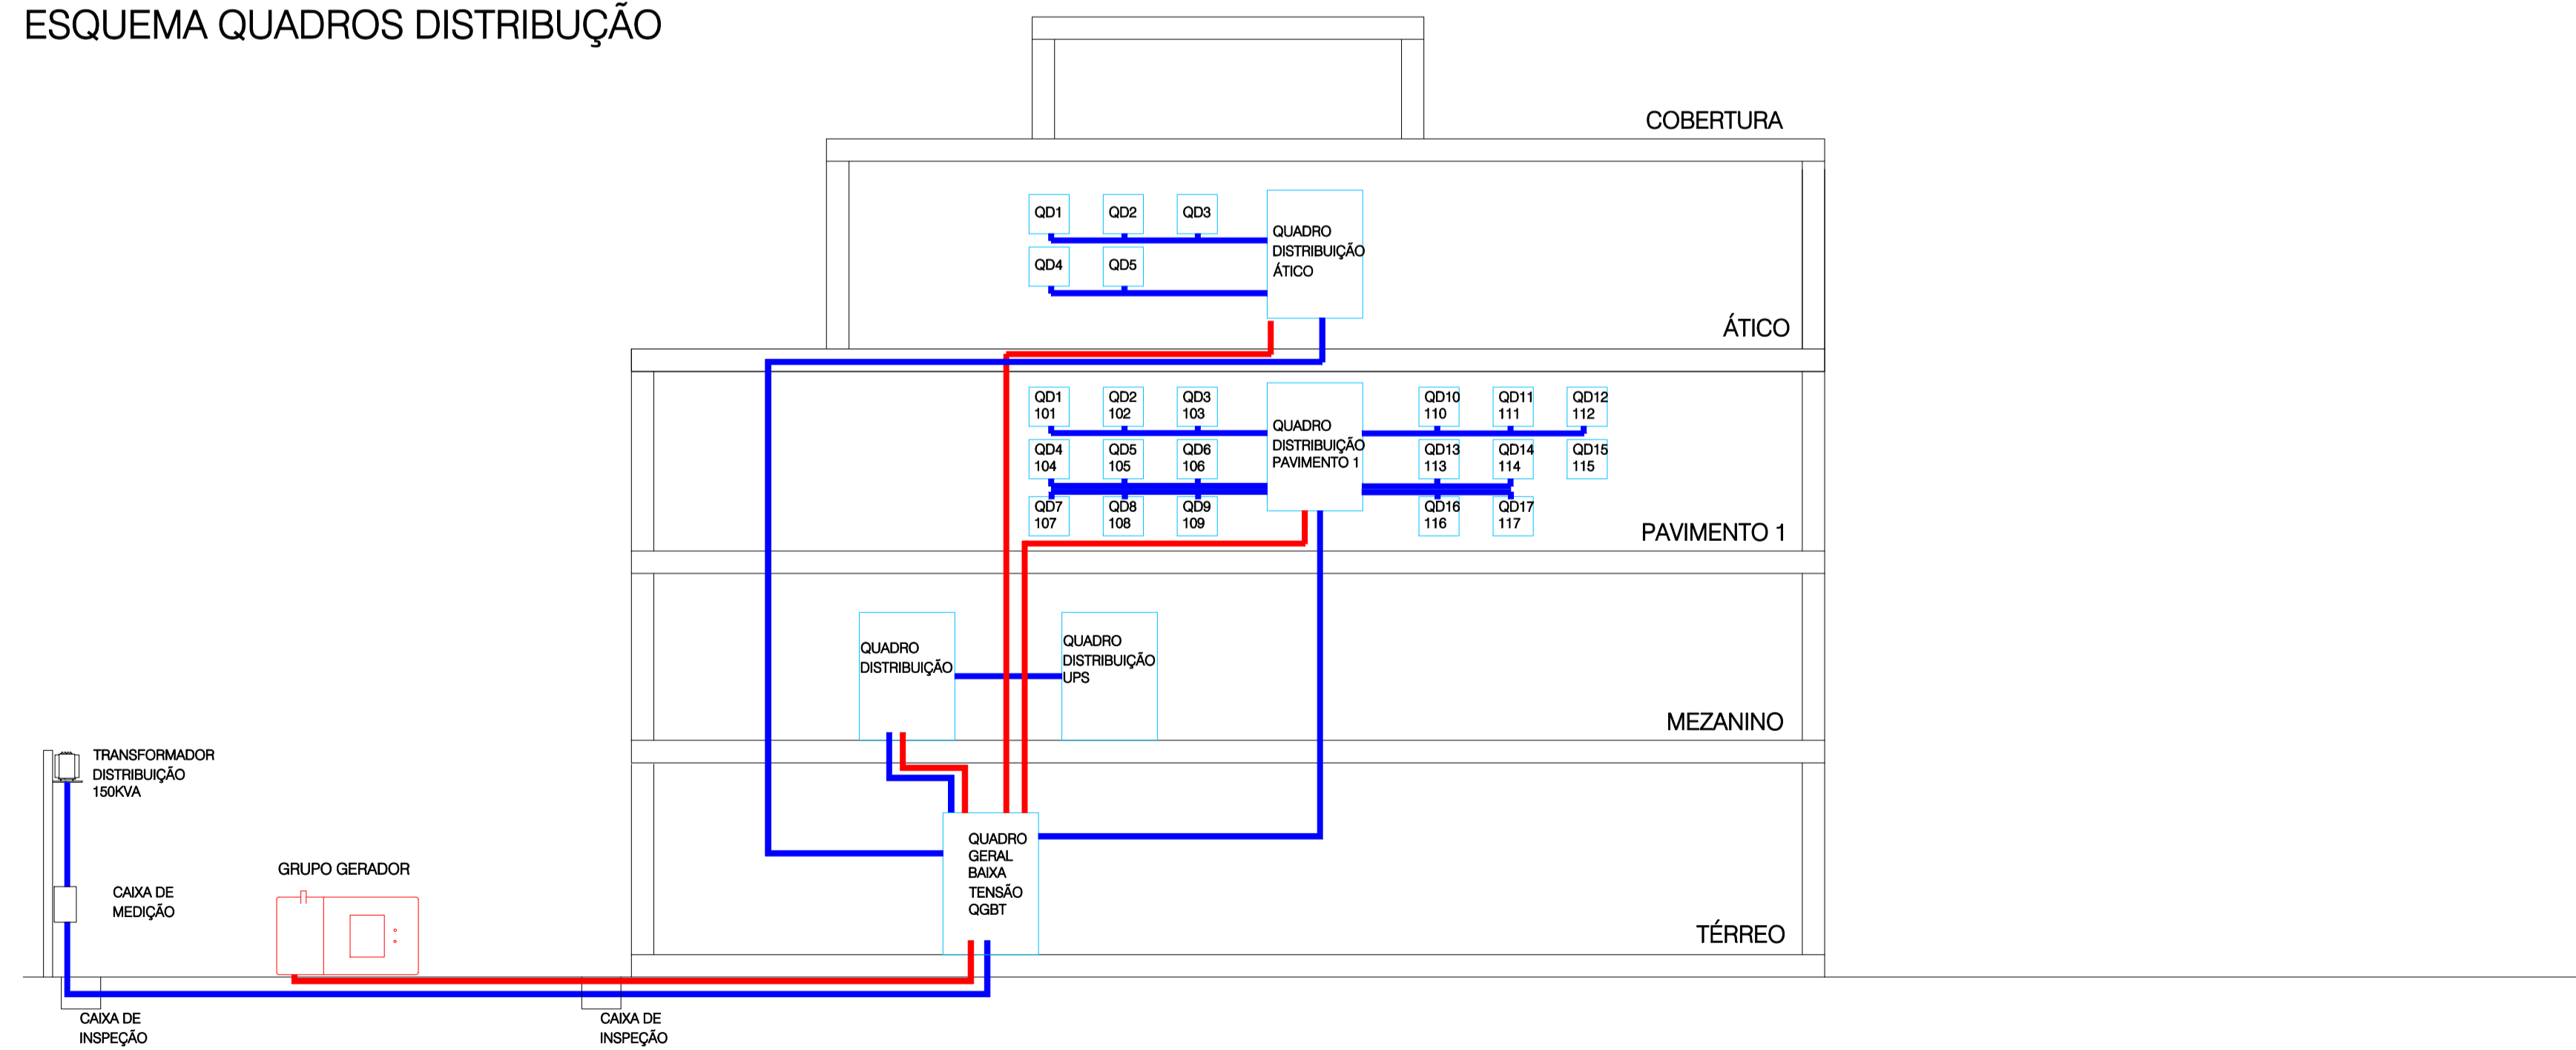 ESQUEMA QUADROS DISTRIBUÇÃO
COBERTURA
QD1
QD2
QD3
QD4
QD5
QUADRO
DISTRIBUIÇÃO
ÁTICO
ÁTICO
QD1
101
QD2
102
QD3
103
QD4
104
QD5
105
QD6
106
QD7
107
QD8
108
QD9
109
QUADRO
DISTRIBUIÇÃO
PAVIMENTO 1
QD10
110
QD11
111
QD12
112
QD13
113
QD14
114
QD15
115
QD16
116
QD17
117
PAVIMENTO 1
QUADRO
DISTRIBUIÇÃO
QUADRO
DISTRIBUIÇÃO
UPS
MEZANINO
TRANSFORMADOR
DISTRIBUIÇÃO
150KVA
CAIXA DE
MEDIÇÃO
GRUPO GERADOR
QUADRO
GERAL
BAIXA
TENSÃO
QGBT
TÉRREO
CAIXA DE
INSPEÇÃO
CAIXA DE
INSPEÇÃO